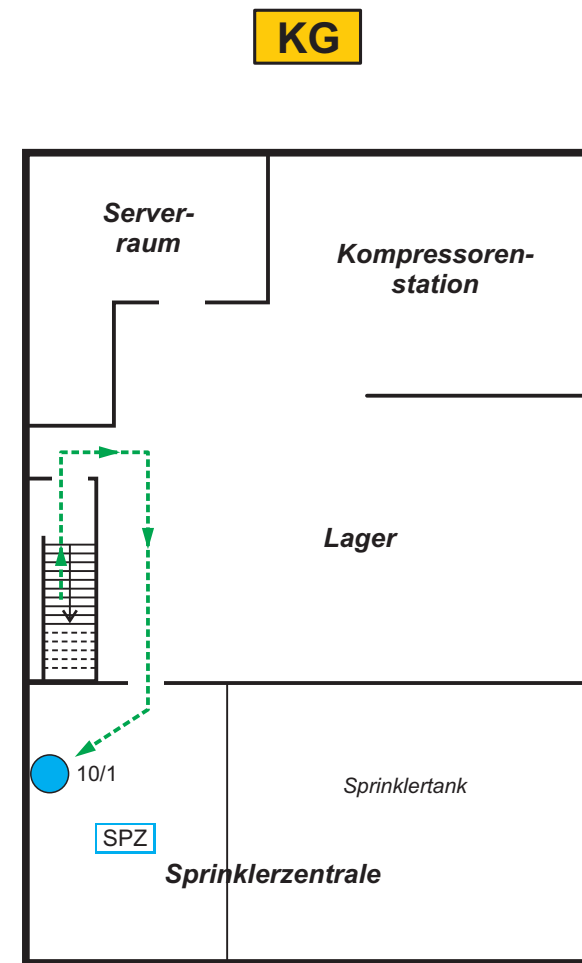 KG
Server-
raum
Kompressoren-
station
Lager
10/1
Sprinklertank
SPZ
Sprinklerzentrale